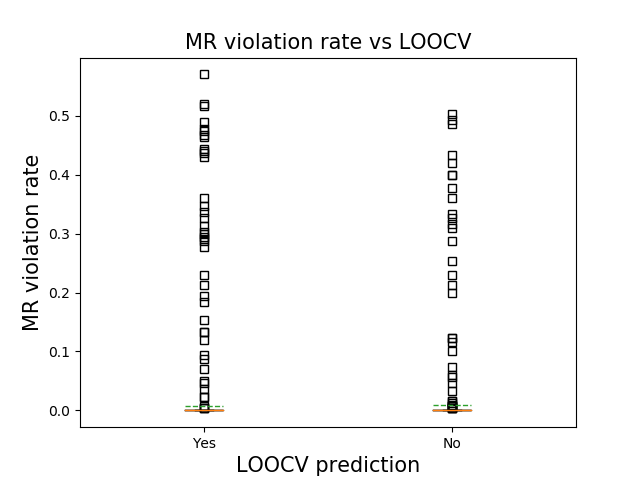 MR violation rate vs LOOCV
MR violation rate
0.5
0.4
0.3
0.2
0.1
0.0
Yes
No
LOOCV prediction